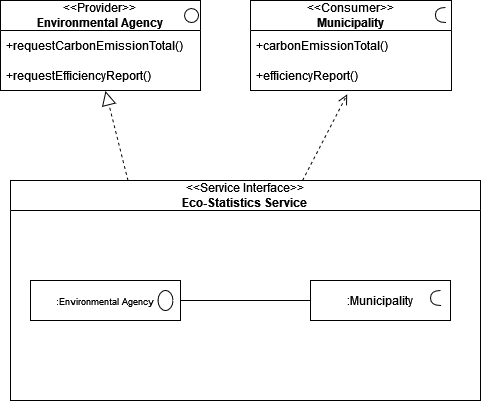 <<Provider>>
Environmental Agency
+requestCarbonEmissionTotal()
+requestEfficiencyReport()
<<Consumer>>
Municipality
+carbonEmissionTotal()
+efficiencyReport()
<<Service Interface>>
Eco-Statistics Service
:Environmental Agency
:Municipality